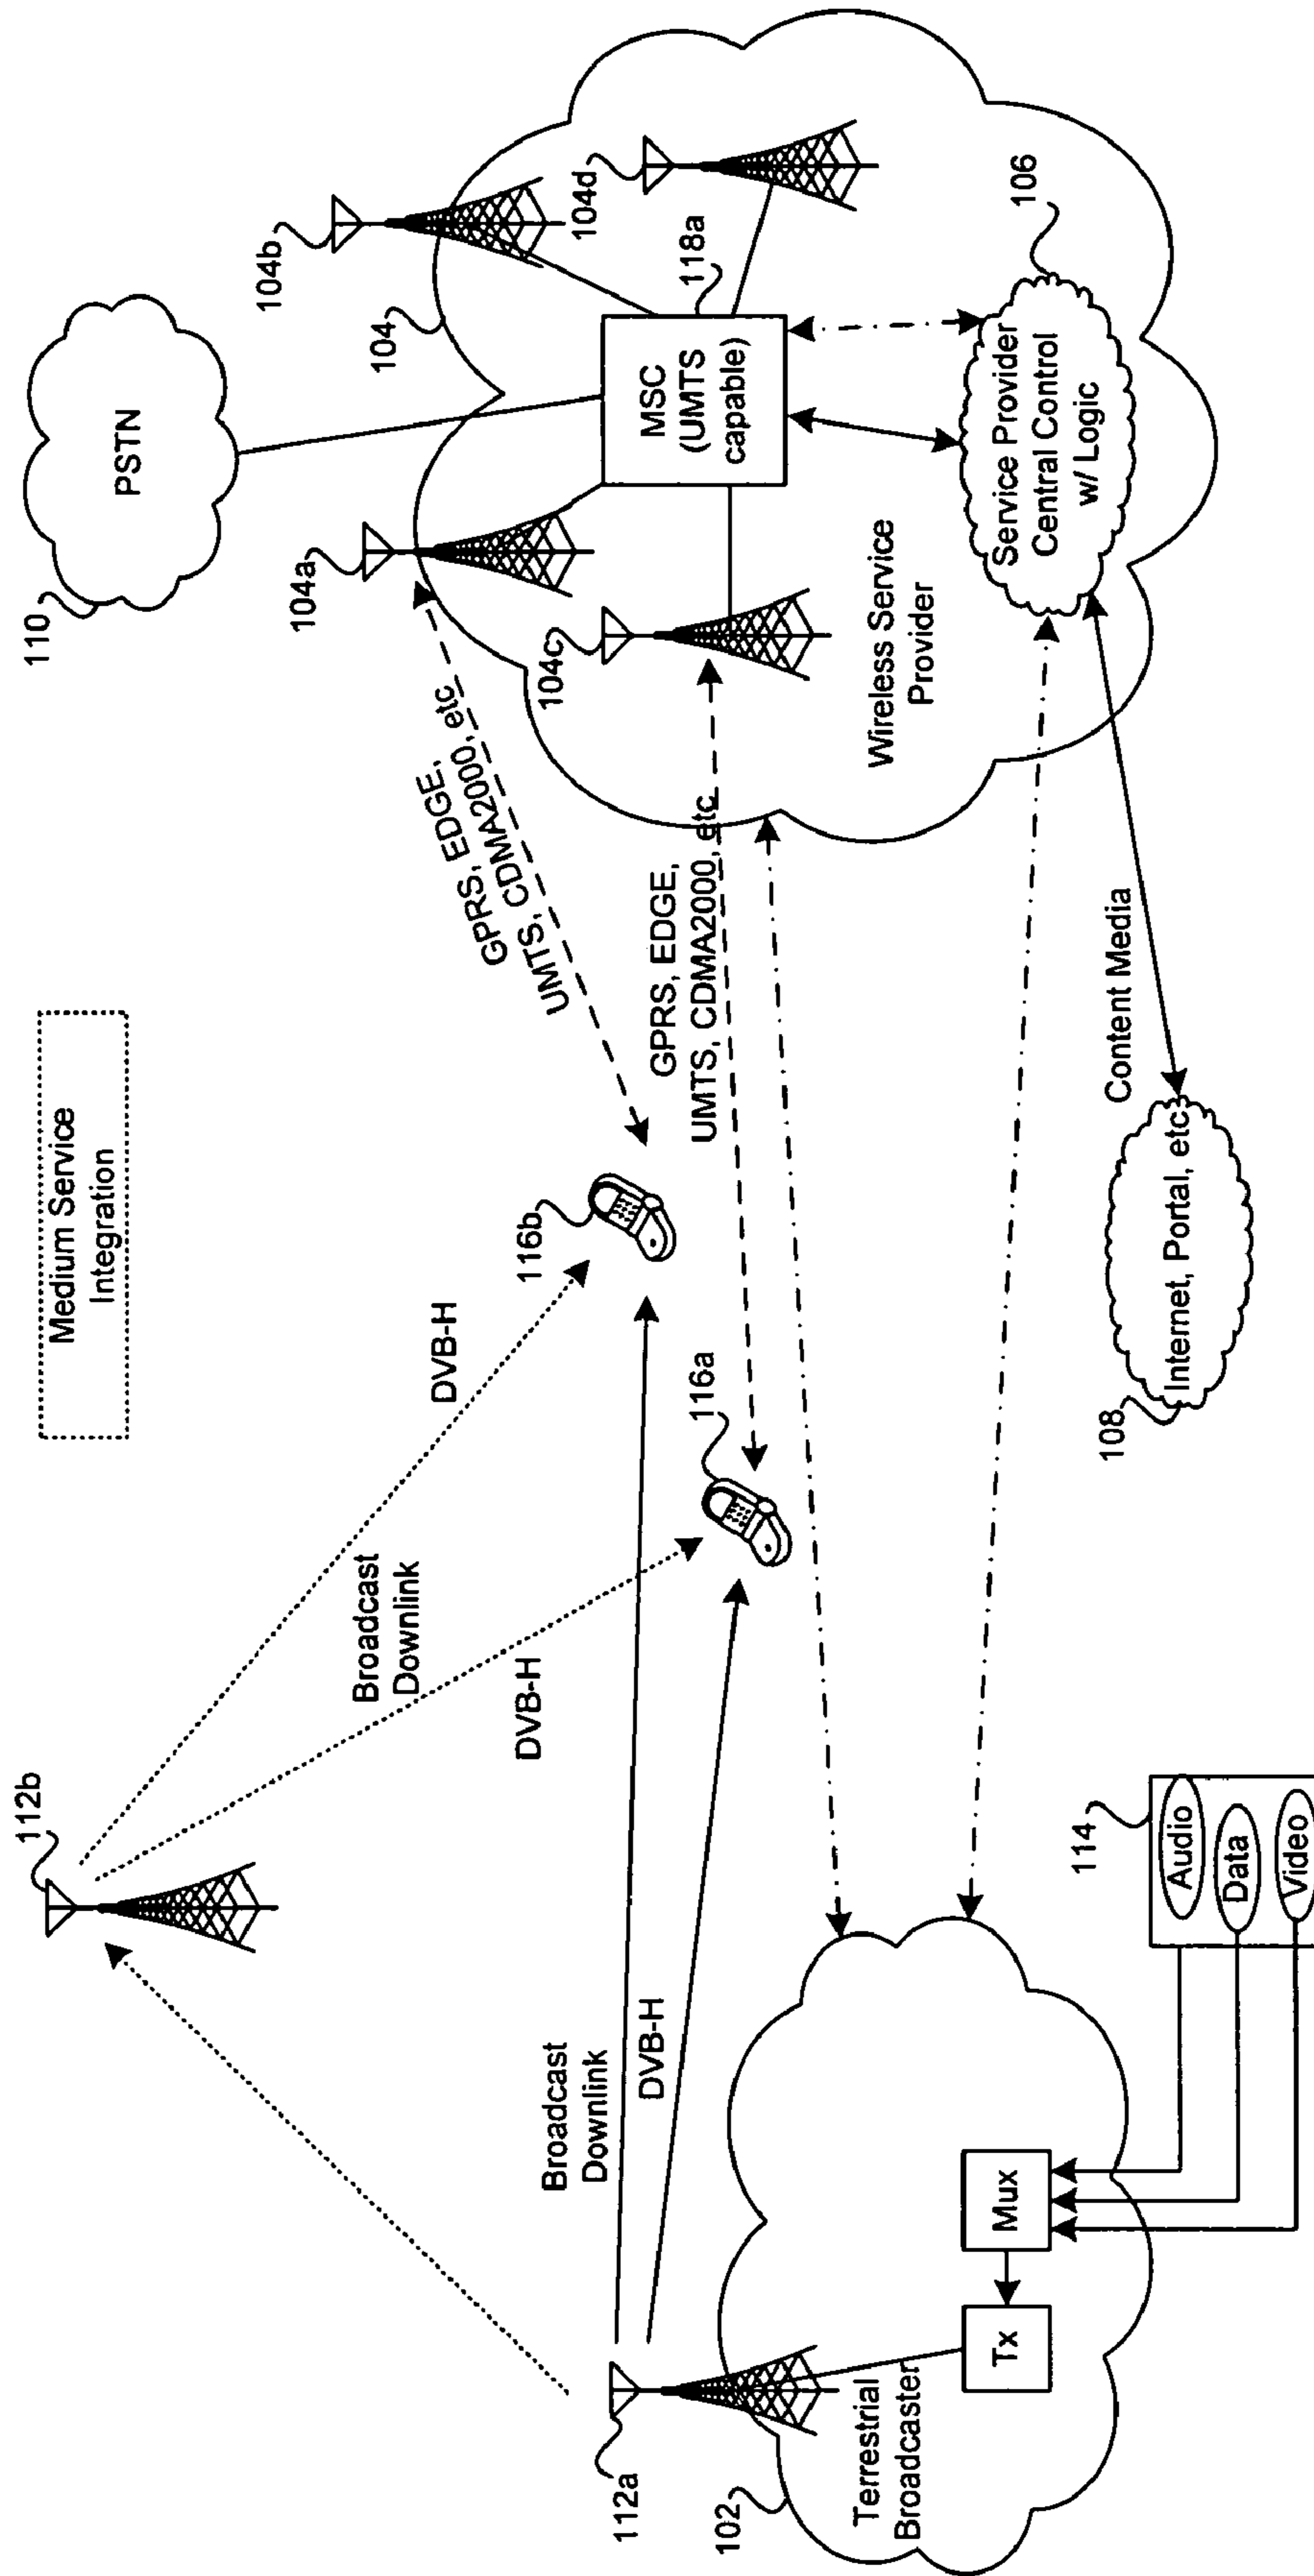 Medium Service
Integration
110
PSTN
112b
104b
104a
104
104d
GPRS, EDGE,
UMTS, CDMA2000, etc
DVB-H
Broadcast
Downlink
DVB-H
116b
104c
MSC
(UMTS
capable)
118a
GPRS, EDGE,
UMTS, CDMA2000, etc
116a
Broadcast
Downlink
DVB-H
112a
102
Terrestrial
Broadcaster
Tx
Mux
Wireless Service
Provider
Service Provider
Central Control
w/ Logic
106
Content Media
108
Internet, Portal, etc
114
Audio
Data
Video